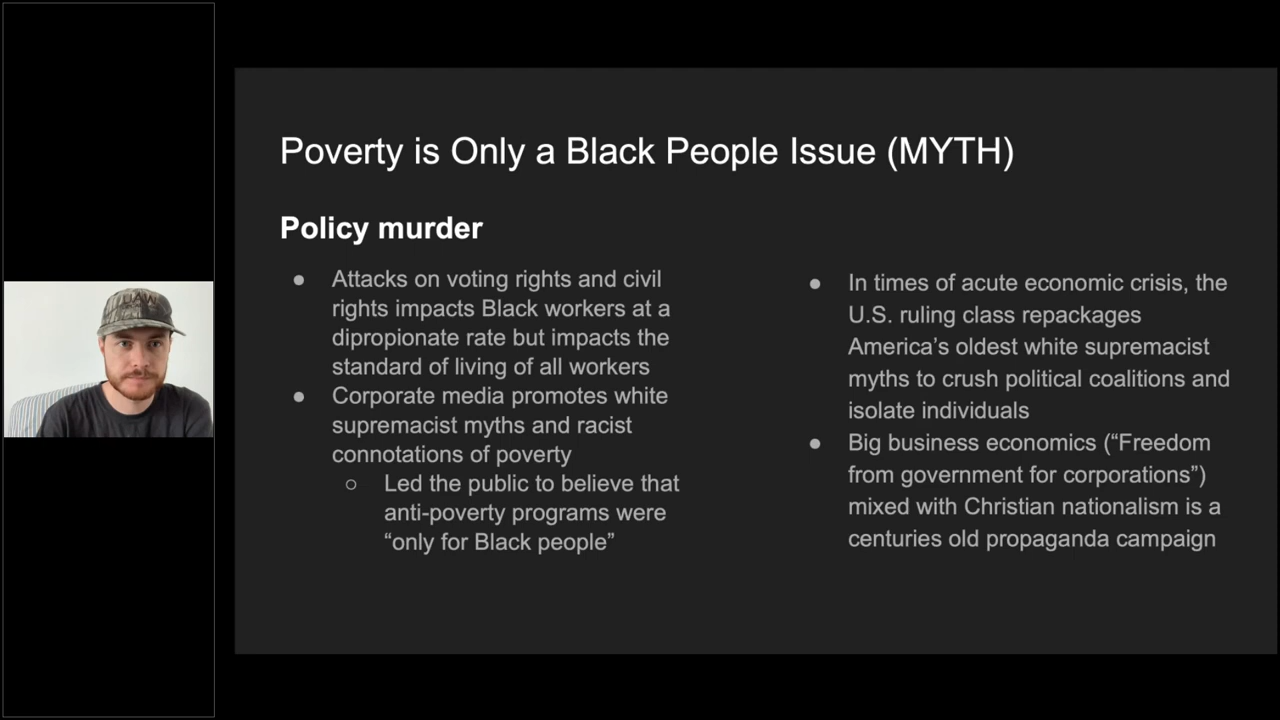 Poverty is Only a Black People Issue (MYTH)
Policy murder
● Attacks on voting rights and civil
rights impacts Black workers at a
dipropionate rate but impacts the
standard of living of all workers
● Corporate media promotes white
supremacist myths and racist
connotations of poverty
○ Led the public to believe that
anti-poverty programs were
“only for Black people”
● In times of acute economic crisis, the
U.S. ruling class repackages
America’s oldest white supremacist
myths to crush political coalitions and
isolate individuals
● Big business economics (“Freedom
from government for corporations”)
mixed with Christian nationalism is a
centuries old propaganda campaign
UAW